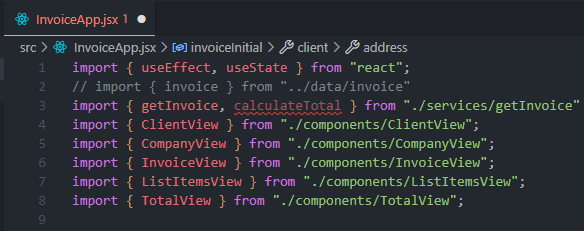 InvoiceApp.jsx 1
src > InvoiceApp.jsx > invoiceInitial > client > address
1 import { useEffect, useState } from "react";
2 // import { invoice } from "../data/invoice"
3 import { getInvoice, calculateTotal } from "./services/getInvoice"
4 import { ClientView } from "./components/ClientView";
5 import { CompanyView } from "./components/CompanyView";
6 import { InvoiceView } from "./components/InvoiceView";
7 import { ListItemsView } from "./components/ListItemsView";
8 import { TotalView } from "./components/TotalView";
9